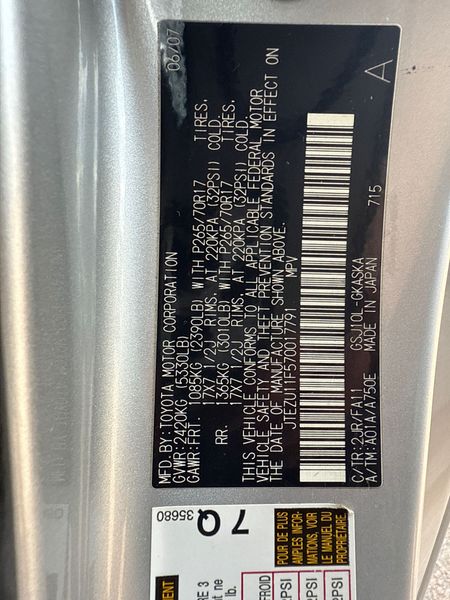 MFD.BY:TOYOTA MOTOR CORPORATION 06/07
GVWR:2420KG (5330LB)
GAWR:FRT 1085KG (2390LB) WITH P265/70R17 TIRES.
17X7 1/2J RIMS. AT 220KPA (32PSI) COLD.
RR. 1365KG (3010LB) WITH P265/70R17 TIRES.
17X7 1/2J RIMS. AT 220KPA (32PSI) COLD.
THIS VEHICLE CONFORMS TO ALL APPLICABLE FEDERAL MOTOR
VEHICLE SAFETY AND THEFT PREVENTION STANDARDS IN EFFECT ON
THE DATE OF MANUFACTURE SHOWN ABOVE.
JTEZU11F570017791 MPV
C/TR:2JR/FA11 GSJ10L-GKASKA 715
A/TM:A01A/A750E MADE IN JAPAN A
7Q
35680
POUR DE PLUS
AMPLES INFOR-
MATIONS, VOIR
LE MANUEL DU
PROPRIÉTAIRE